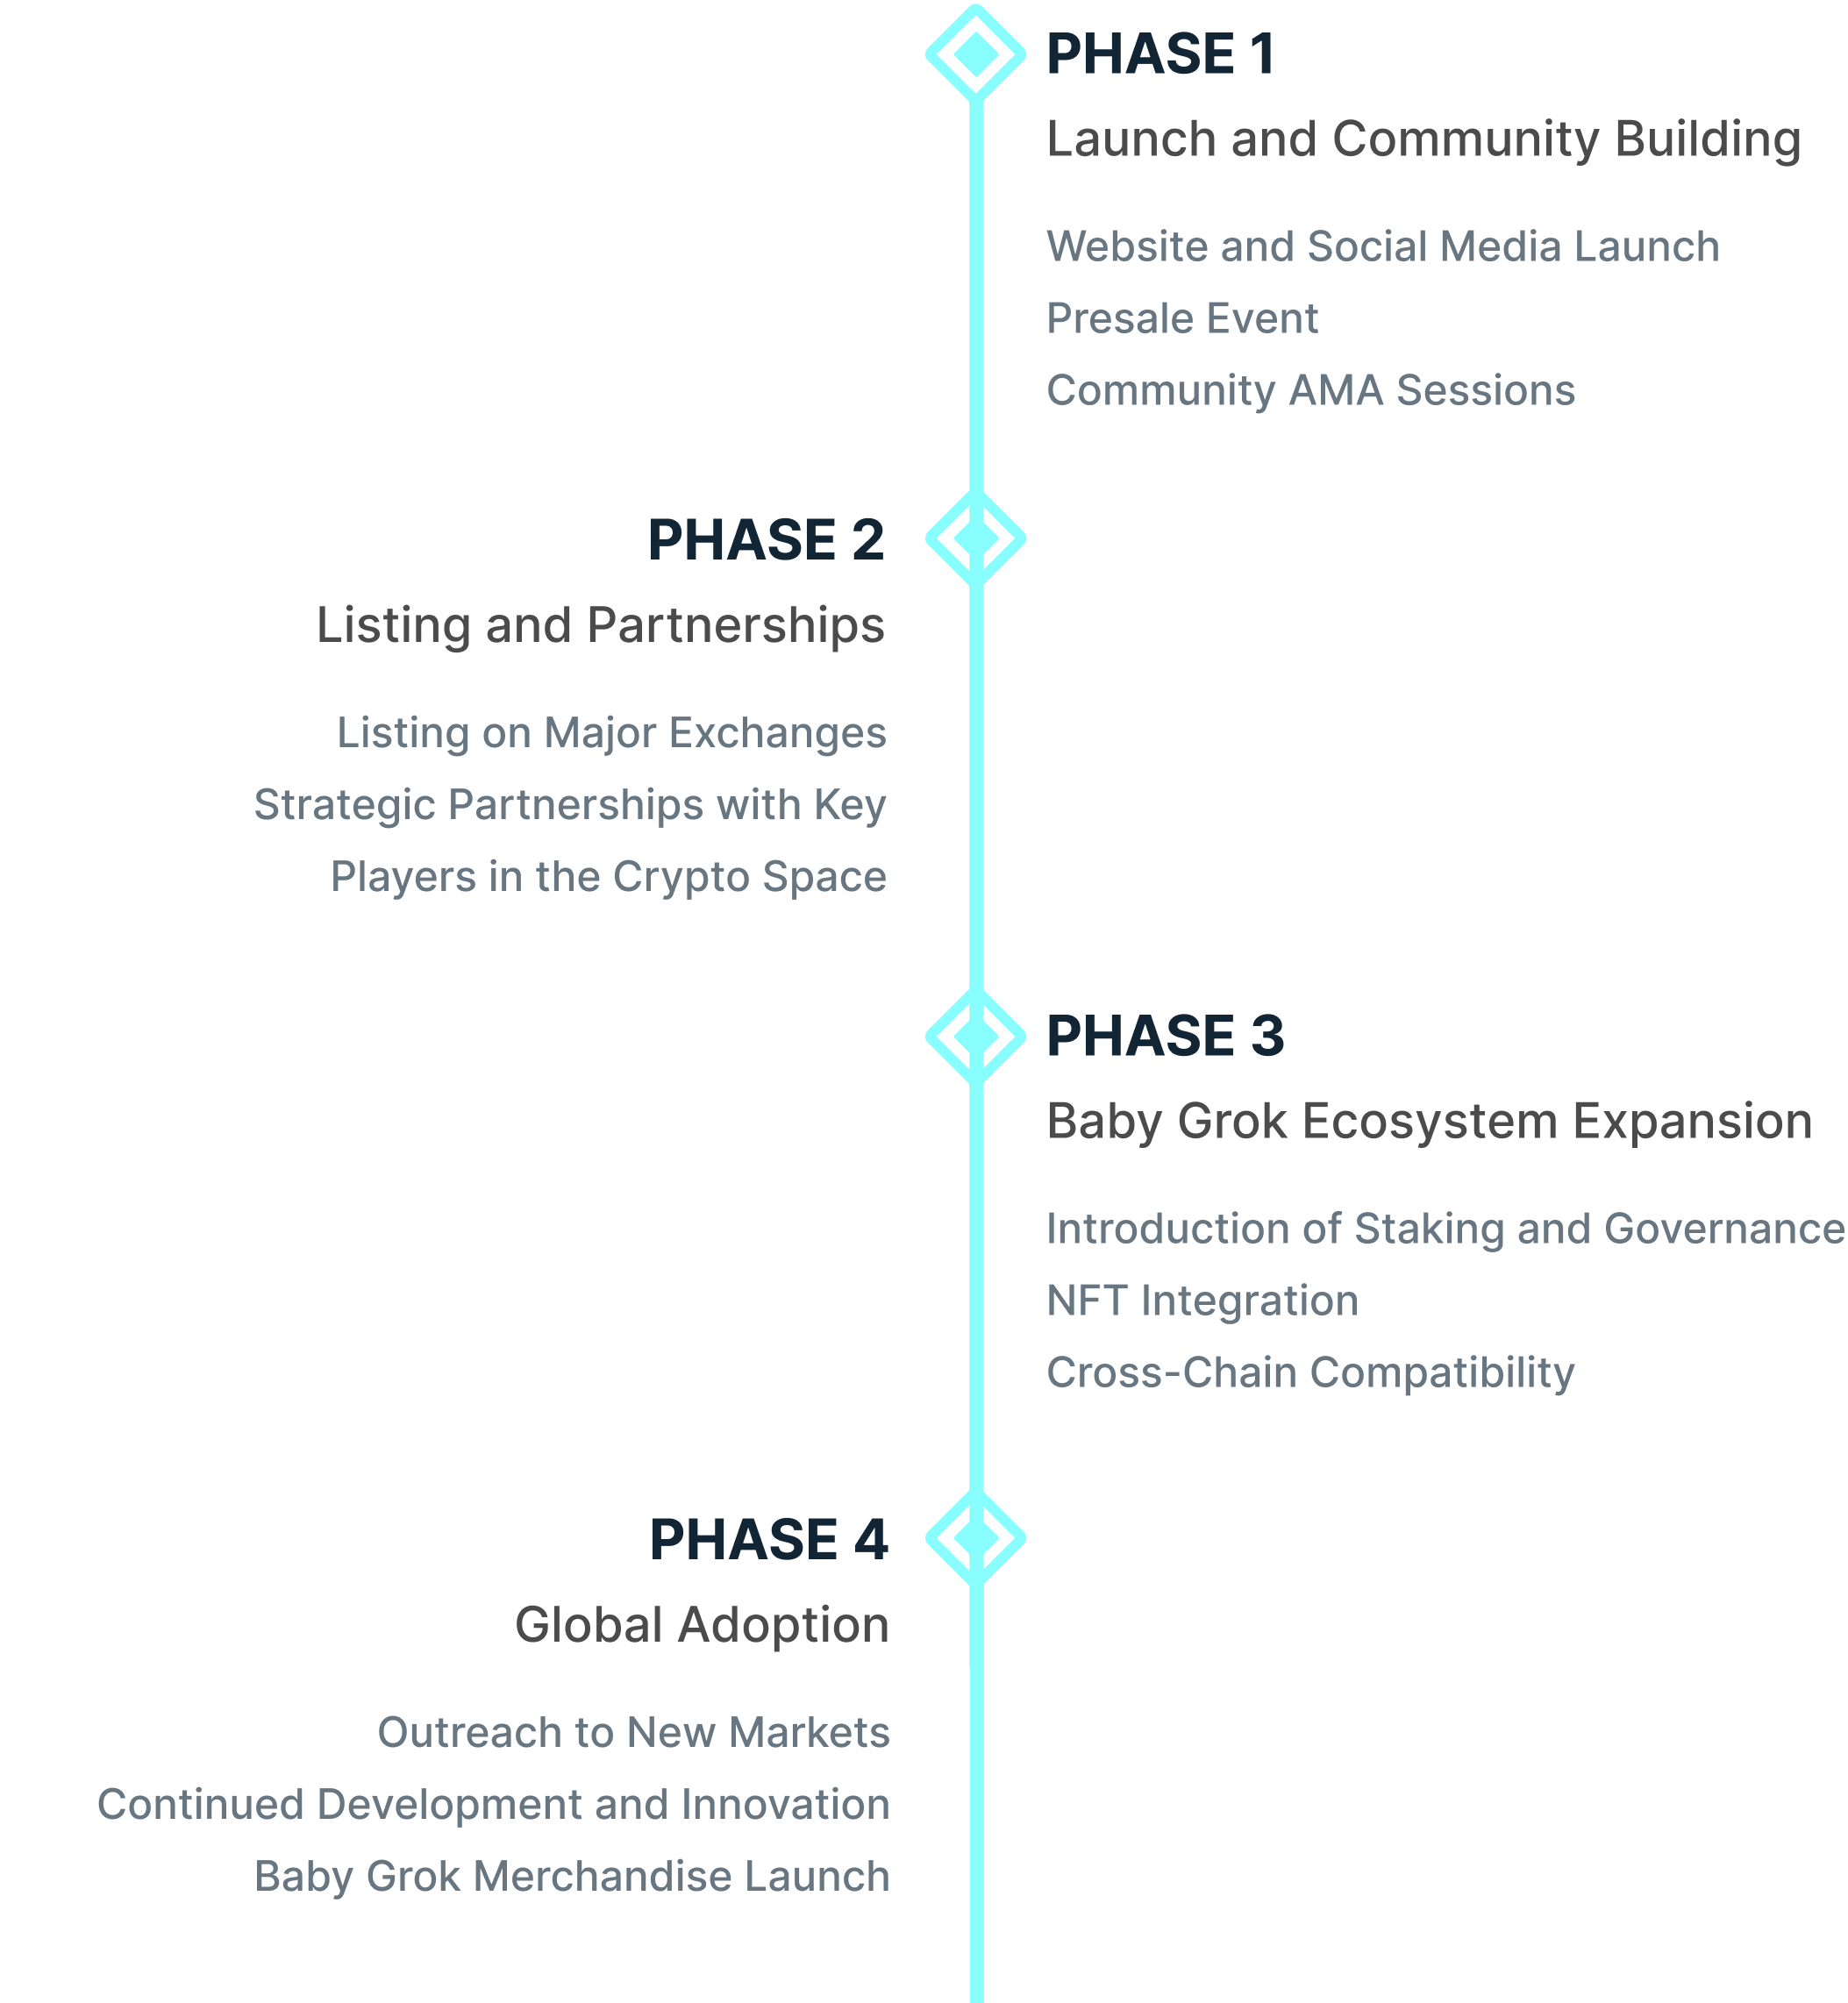 PHASE 1
Launch and Community Building
Website and Social Media Launch
Presale Event
Community AMA Sessions
PHASE 2
Listing and Partnerships
Listing on Major Exchanges
Strategic Partnerships with Key
Players in the Crypto Space
PHASE 3
Baby Grok Ecosystem Expansion
Introduction of Staking and Governance
NFT Integration
Cross-Chain Compatibility
PHASE 4
Global Adoption
Outreach to New Markets
Continued Development and Innovation
Baby Grok Merchandise Launch